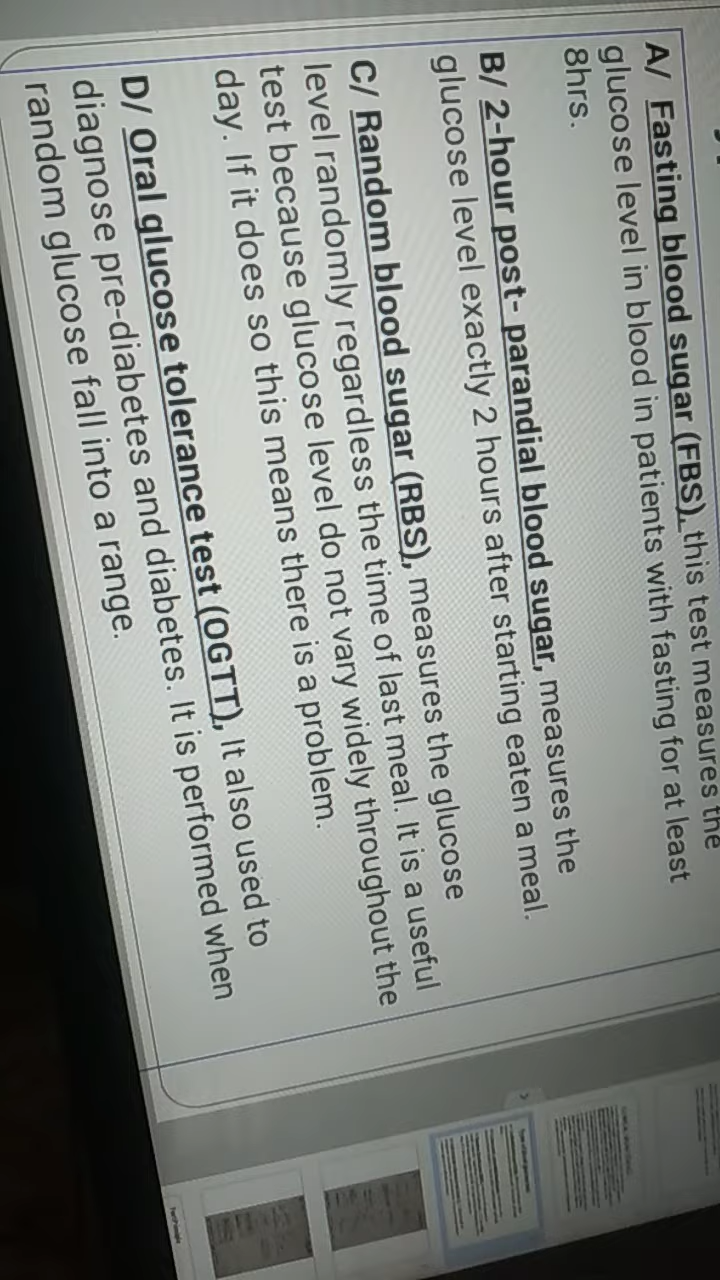 A/ Fasting blood sugar (FBS), this test measures the
glucose level in blood in patients with fasting for at least
8hrs.
B/ 2-hour post- parandial blood sugar, measures the
glucose level exactly 2 hours after starting eaten a meal.
C/ Random blood sugar (RBS), measures the glucose
level randomly regardless the time of last meal. It is a useful
test because glucose level do not vary widely throughout the
day. If it does so this means there is a problem.
D/ Oral glucose tolerance test (OGTT), It also used to
diagnose pre-diabetes and diabetes. It is performed when
random glucose fall into a range.